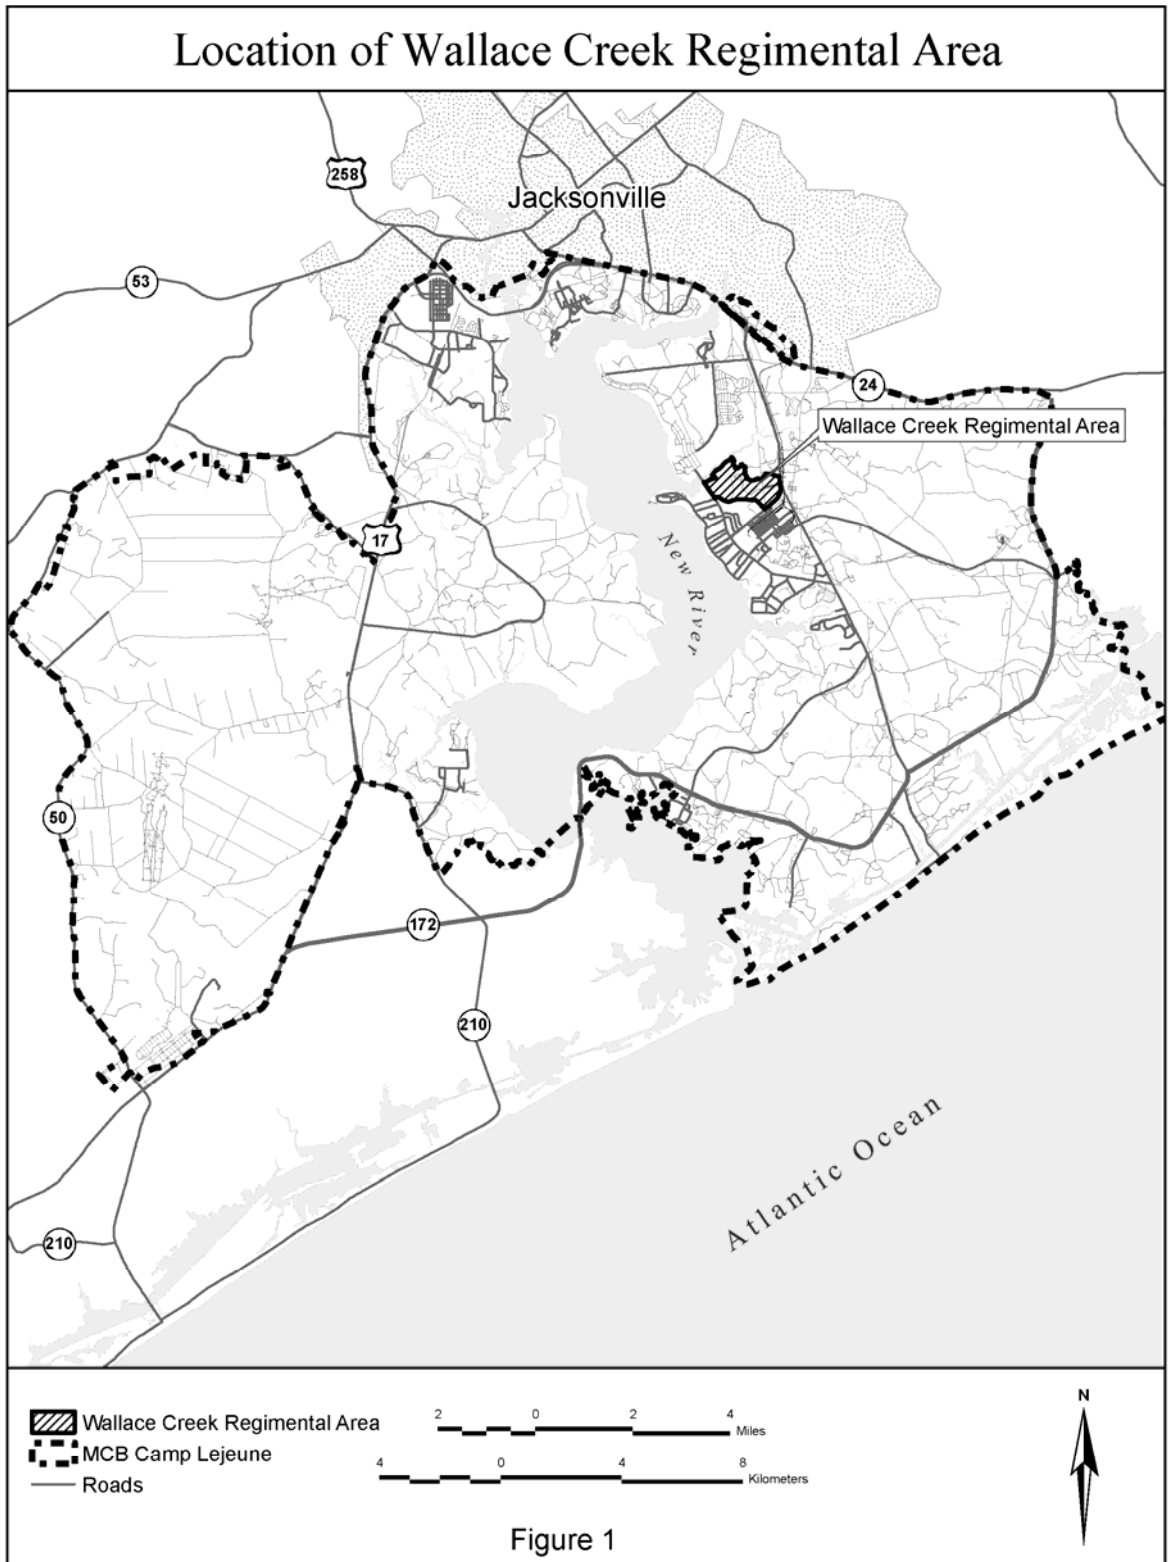 Location of Wallace Creek Regimental Area
258
Jacksonville
53
24
Wallace Creek Regimental Area
17
New River
50
172
210
Atlantic Ocean
210
Wallace Creek Regimental Area
MCB Camp Lejeune
Roads
2 0 2 4
Miles
4 0 4 8
Kilometers
N
Figure 1